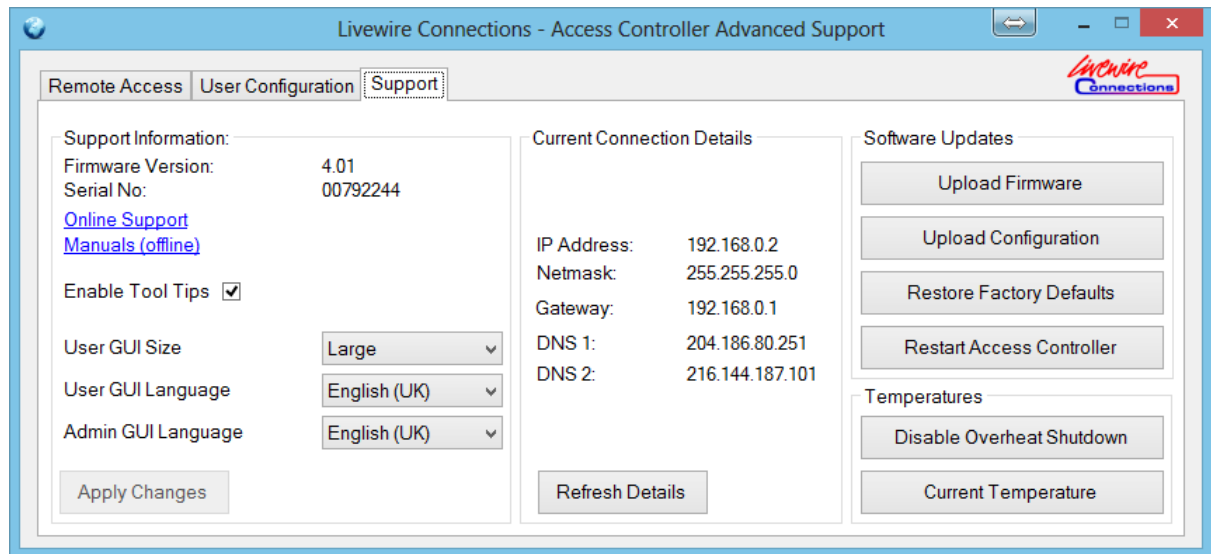 Livewire Connections - Access Controller Advanced Support
Livewire
Connections
Remote Access
User Configuration
Support
Support Information:
Firmware Version: 4.01
Serial No: 00792244
Online Support
Manuals (offline)
Enable Tool Tips
User GUI Size Large
User GUI Language English (UK)
Admin GUI Language English (UK)
Apply Changes
Current Connection Details
IP Address: 192.168.0.2
Netmask: 255.255.255.0
Gateway: 192.168.0.1
DNS 1: 204.186.80.251
DNS 2: 216.144.187.101
Refresh Details
Software Updates
Upload Firmware
Upload Configuration
Restore Factory Defaults
Restart Access Controller
Temperatures
Disable Overheat Shutdown
Current Temperature